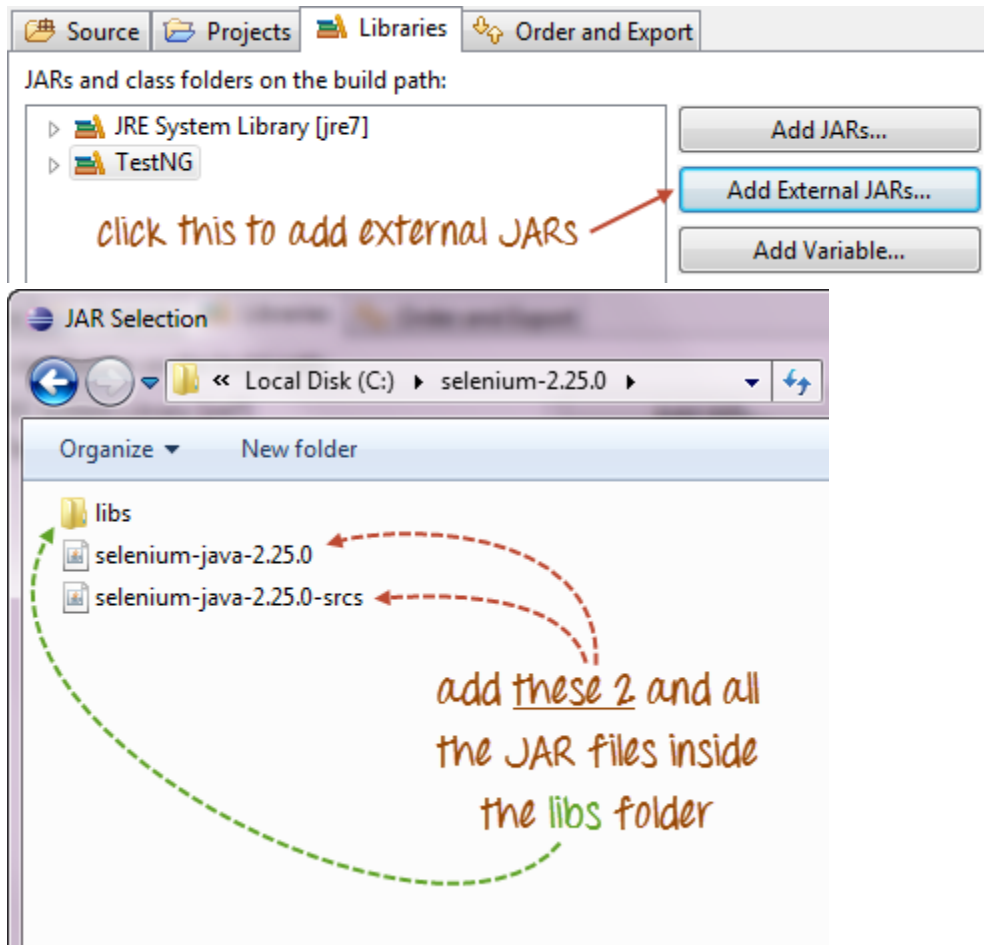 Source Projects Libraries Order and Export
JARs and class folders on the build path:
JRE System Library [jre7]
TestNG
Add JARs...
Add External JARs...
Add Variable...
click this to add external JARs
JAR Selection
« Local Disk (C:) selenium-2.25.0
Organize New folder
libs
selenium-java-2.25.0
selenium-java-2.25.0-srcs
add these 2 and all
the JAR files inside
the libs folder